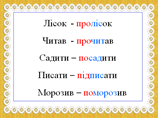 Лісок - пролісок
Читав - прочитав
Садити – посадити
Писати – підписати
Морозив – поморозив